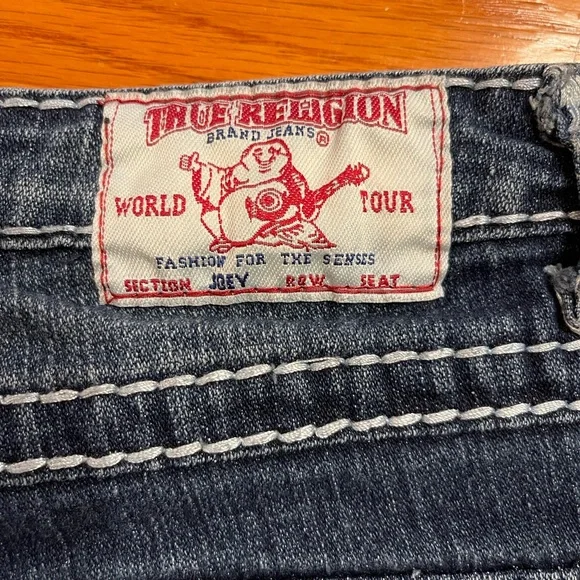 TRUE RELIGION
BRAND JEANS®
WORLD TOUR
FASHION FOR THE SENSES
SECTION JOEY ROW SEAT